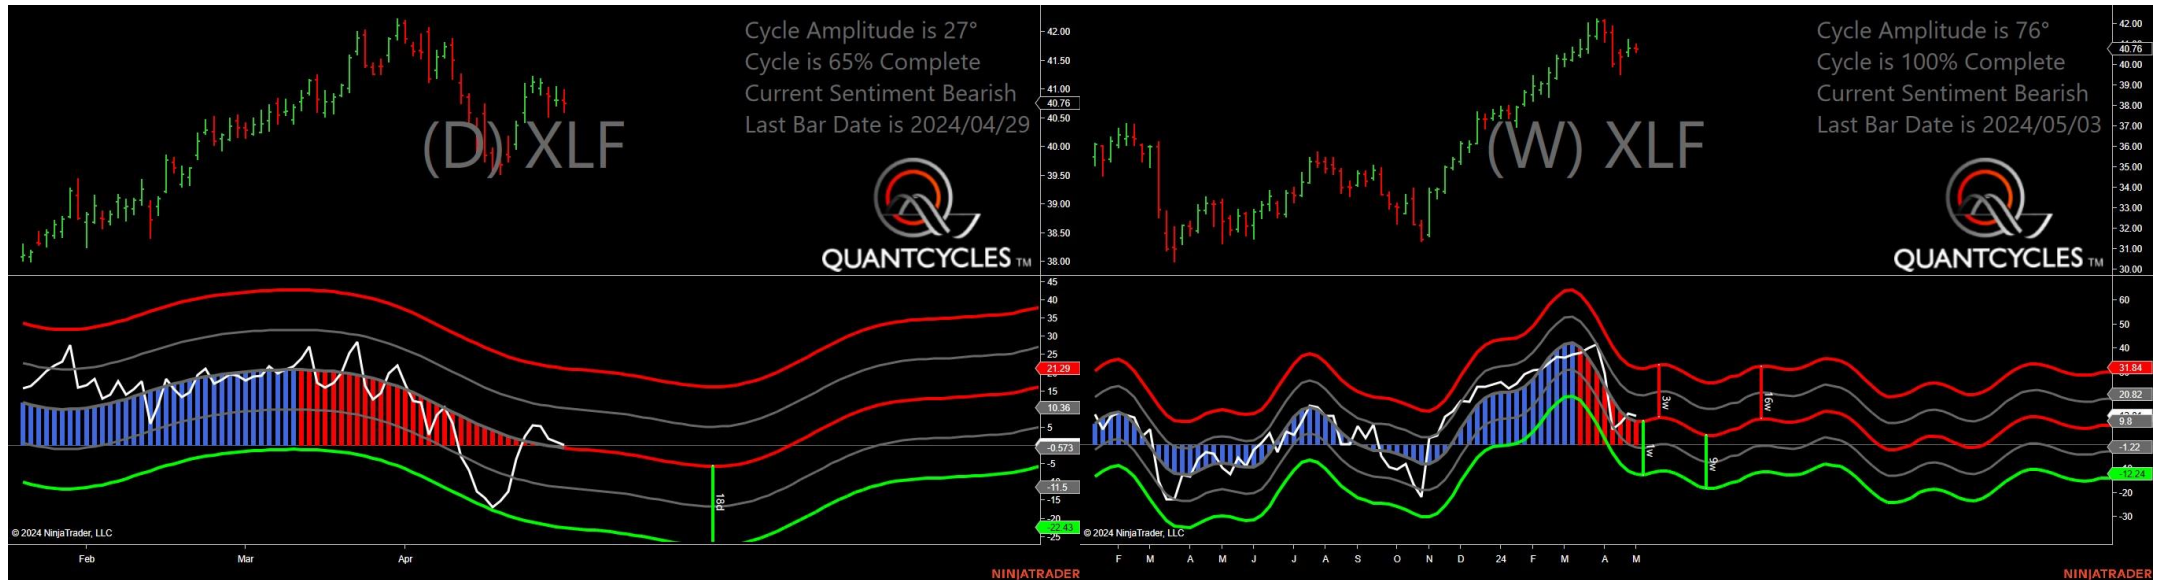 Cycle Amplitude is 27°
Cycle is 65% Complete
Current Sentiment Bearish
Last Bar Date is 2024/04/29
(D) XLF
QUANTCYCLES TM
42.00
41.50
41.00
40.76
40.50
40.00
39.50
39.00
38.50
38.00
45
40
35
30
25
21.29
15
10.36
5
-0.573
-5
-11.5
-15
-20
-22.43
-25
18d
© 2024 NinjaTrader, LLC
Feb Mar Apr
NINJATRADER
Cycle Amplitude is 76°
Cycle is 100% Complete
Current Sentiment Bearish
Last Bar Date is 2024/05/03
(W) XLF
QUANTCYCLES TM
42.00
40.76
40.00
39.00
38.00
37.00
36.00
35.00
34.00
33.00
32.00
31.00
30.00
60
50
40
31.84
20.82
9.8
-1.22
-12.24
-20
-30
3w
16w
1w
9w
© 2024 NinjaTrader, LLC
F M A M J J A S O N D 24 F M A M
NINJATRADER